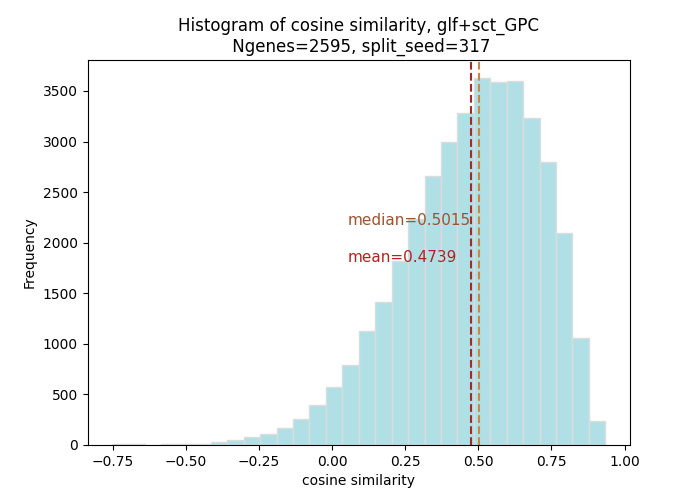 Histogram of cosine similarity, glf+sct_GPC
Ngenes=2595, split_seed=317
3500
3000
2500
2000
1500
1000
500
0
Frequency
median=0.5015
mean=0.4739
−0.75 −0.50 −0.25 0.00 0.25 0.50 0.75 1.00
cosine similarity